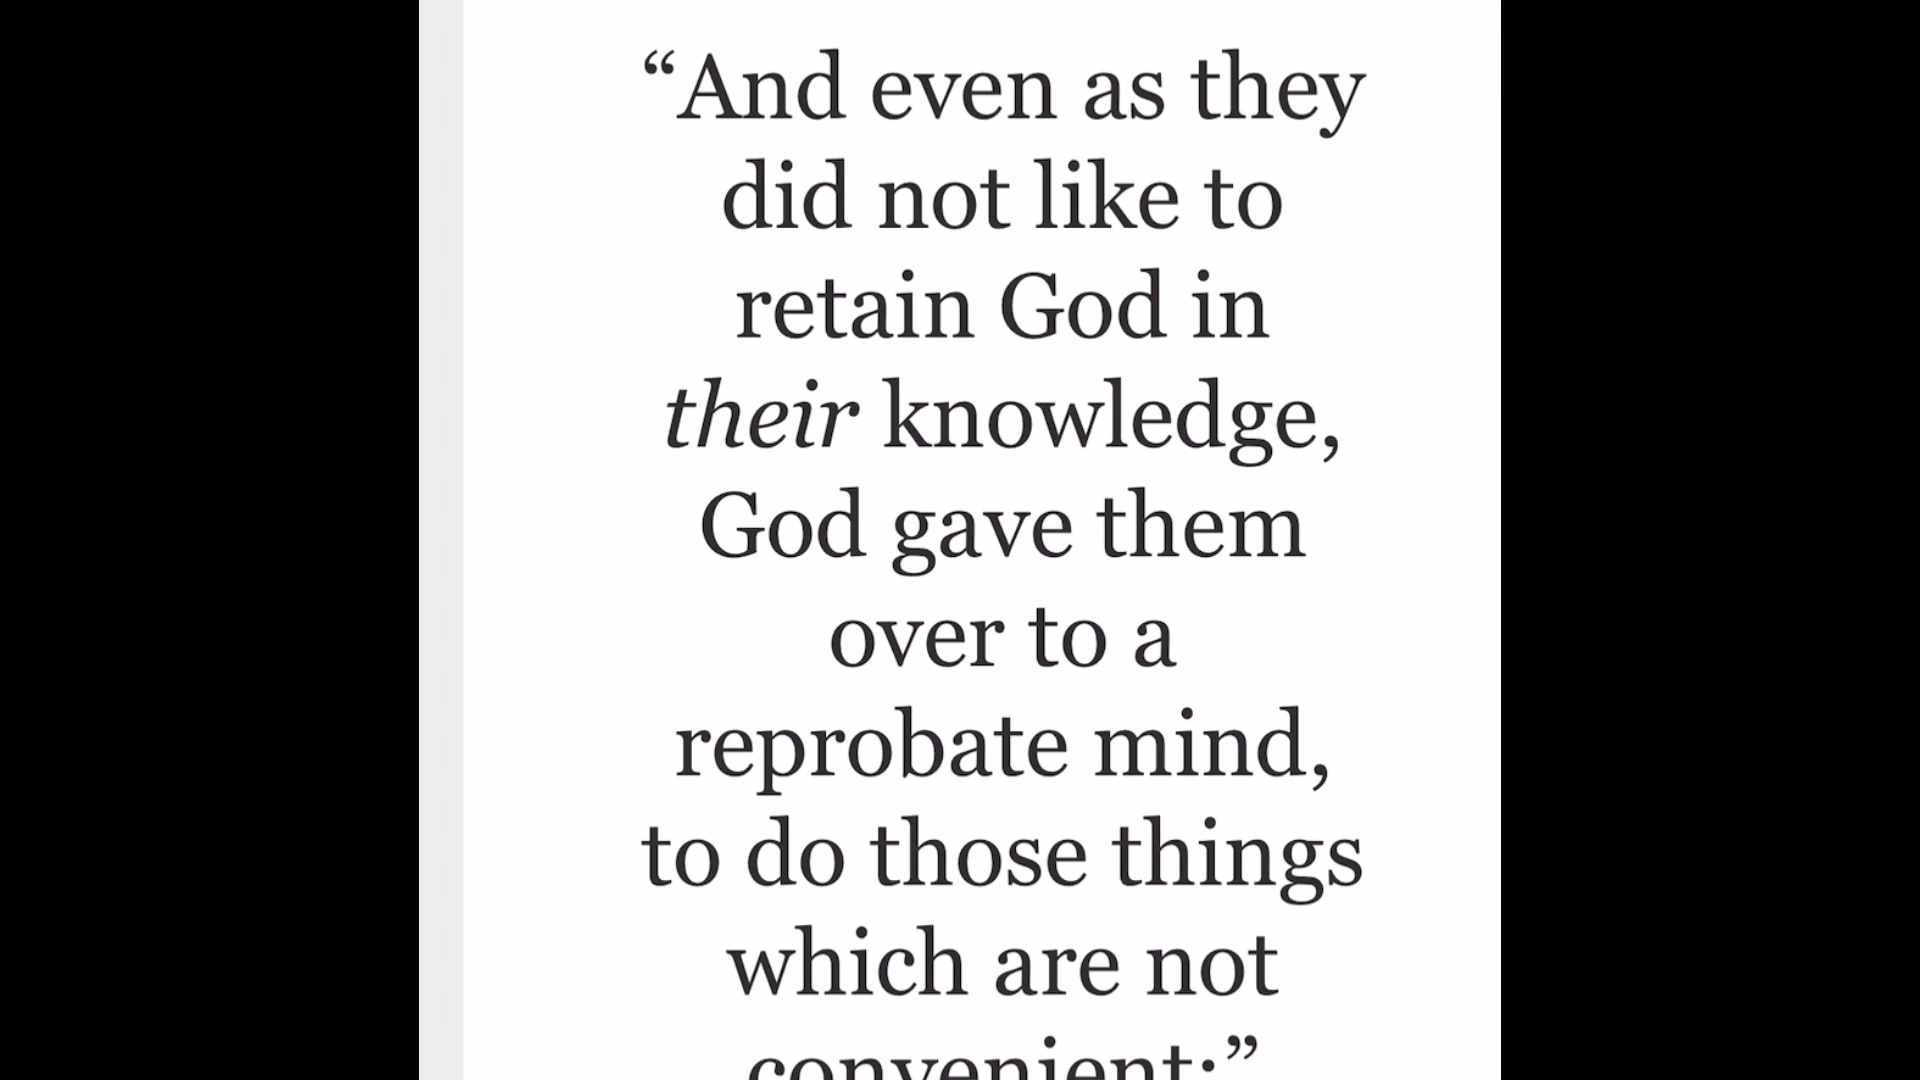 “And even as they
did not like to
retain God in
their knowledge,
God gave them
over to a
reprobate mind,
to do those things
which are not
convenient;”